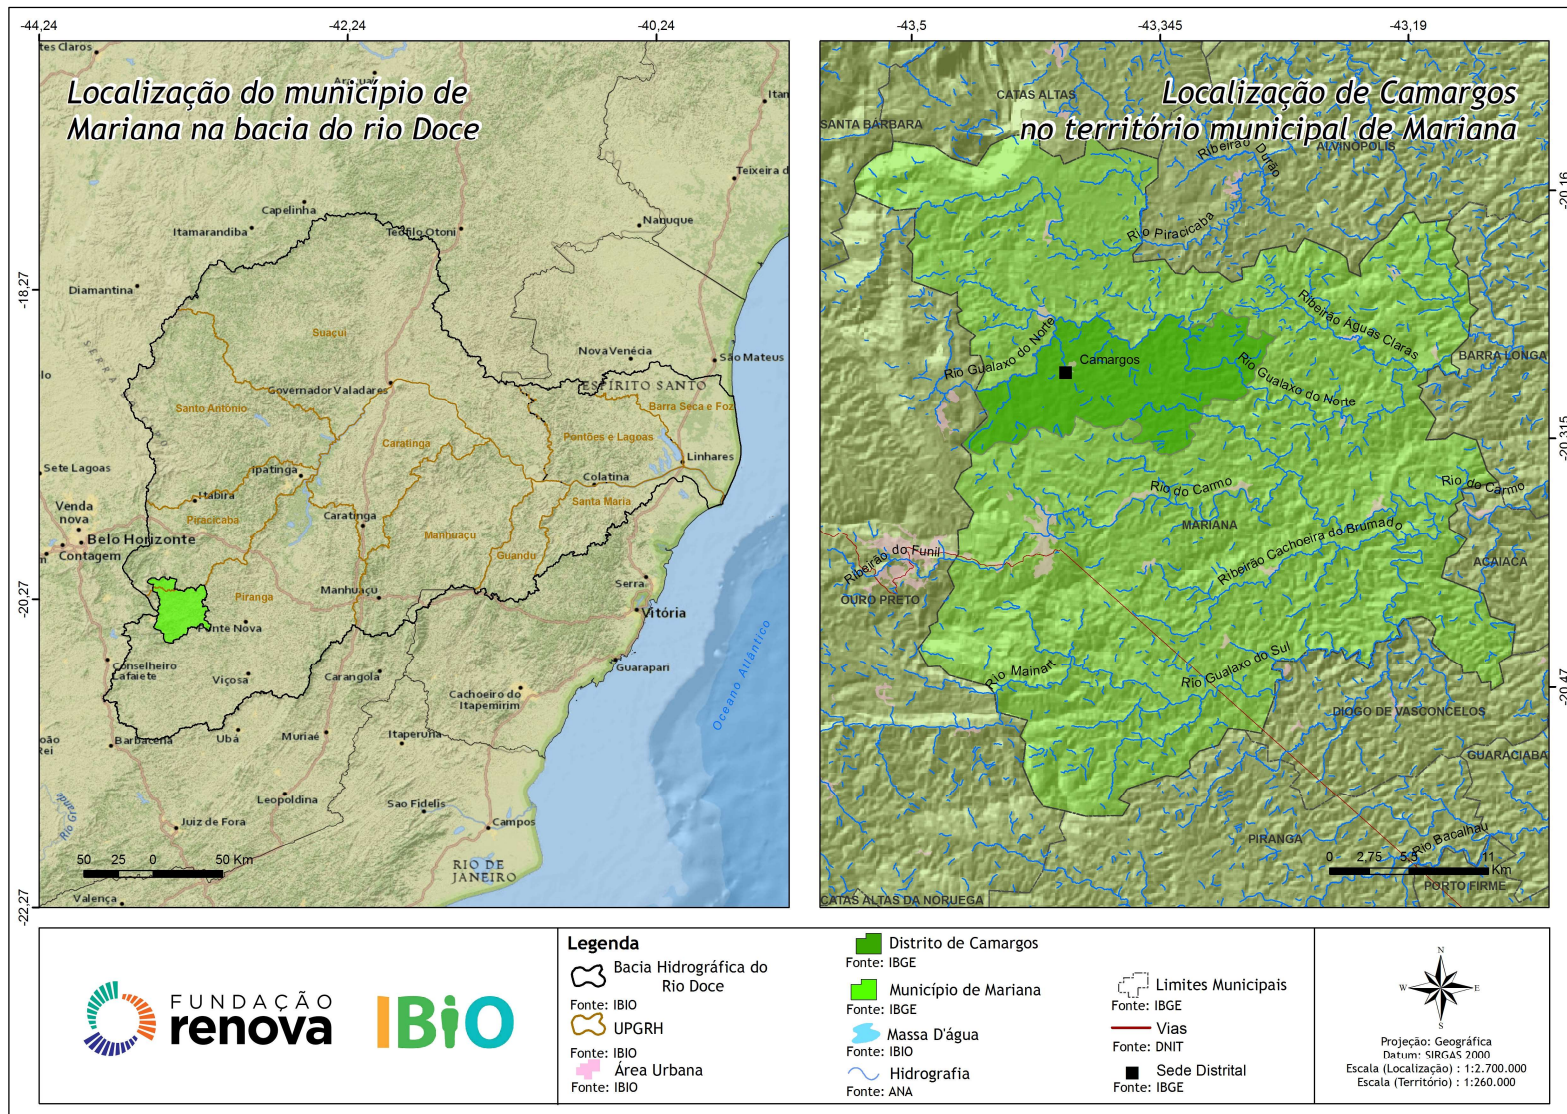 -44,24
-42,24
-40,24
-43,5
-43,345
-43,19
Localização do município de
Mariana na bacia do rio Doce
tes Claros
Itan
Teixeira d
Capelinha
Itamarandiba
Teófilo Otoni
Nanuque
Diamantina
-18,27
SERRA
Suaçuí
Nova Venécia
São Mateus
lo
Governador Valadares
ESPÍRITO SANTO
Santo Antônio
Barra Seca e Foz
Caratinga
Pontões e Lagoas
Linhares
Sete Lagoas
Ipatinga
Colatina
Itabira
Santa Maria
Venda
nova
Piracicaba
Caratinga
Belo Horizonte
Manhuaçu
Contagem
Guandu
m
Serra
Manhuaçu
Piranga
-20,27
Vitória
Ponte Nova
Conselheiro
Lafaiete
Viçosa
Carangola
Guarapari
Cachoeiro do
Itapemirim
Oceano Atlântico
oão
Rei
Barbacena
Ubá
Muriaé
Itaperuna
Leopoldina
Sao Fidelis
Rio Grande
Juiz de Fora
Campos
50 25 0 50 Km
RIO DE
JANEIRO
Valença
-22,27
Localização de Camargos
no território municipal de Mariana
CATAS ALTAS
SANTA BÁRBARA
ALVINÓPOLIS
Ribeirão Durão
-20,16
Rio Piracicaba
Ribeirão Águas Claras
Rio Gualaxo do Norte
Camargos
BARRA LONGA
Rio Gualaxo do Norte
-20,315
Rio do Carmo
Rio do Carmo
MARIANA
Ribeirão Cachoeira do Brumado
Ribeirão do Funil
ACAIACA
OURO PRETO
Rio Mainart
Rio Gualaxo do Sul
-20,47
DIOGO DE VASCONCELOS
GUARACIABA
PIRANGA
Rio Bacalhau
0 2,75 5,5 11
Km
PORTO FIRME
CATAS ALTAS DA NORUEGA
FUNDAÇÃO
renova
IBiO
Legenda
Bacia Hidrográfica do
Rio Doce
Fonte: IBIO
UPGRH
Fonte: IBIO
Área Urbana
Fonte: IBIO
Distrito de Camargos
Fonte: IBGE
Município de Mariana
Fonte: IBGE
Massa D'água
Fonte: IBIO
Hidrografia
Fonte: ANA
Limites Municipais
Fonte: IBGE
Vias
Fonte: DNIT
Sede Distrital
Fonte: IBGE
N
W E
S
Projeção: Geográfica
Datum: SIRGAS 2000
Escala (Localização) : 1:2.700.000
Escala (Território) : 1:260.000